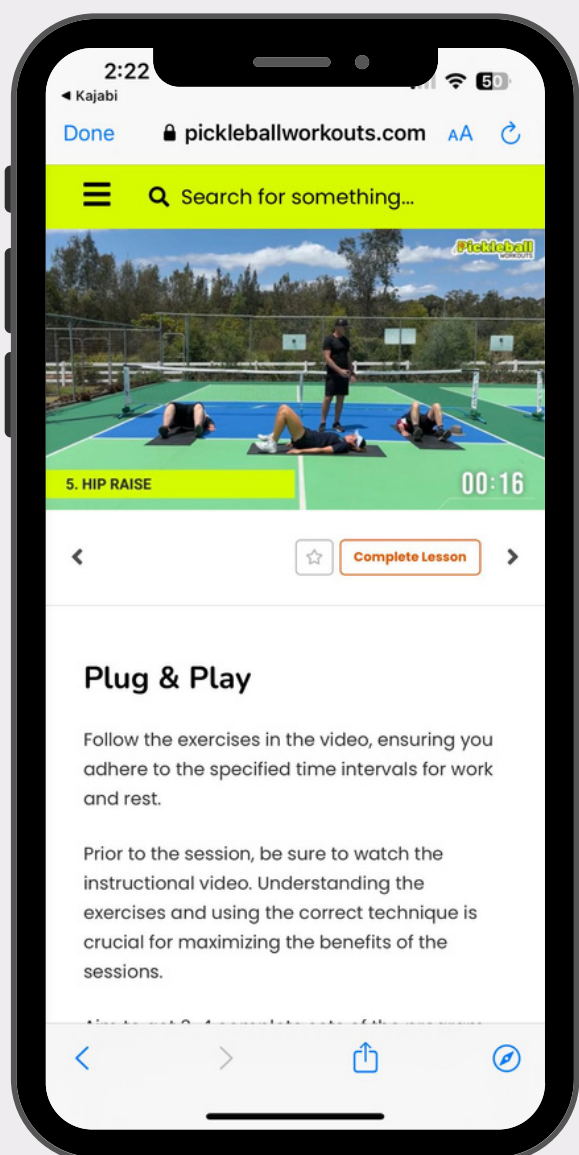 2:22
50
◀ Kajabi
Done
pickleballworkouts.com
AA
Search for something...
Pickleball
WORKOUTS
5. HIP RAISE
00:16
Complete Lesson
Plug & Play
Follow the exercises in the video, ensuring you
adhere to the specified time intervals for work
and rest.
Prior to the session, be sure to watch the
instructional video. Understanding the
exercises and using the correct technique is
crucial for maximizing the benefits of the
sessions.